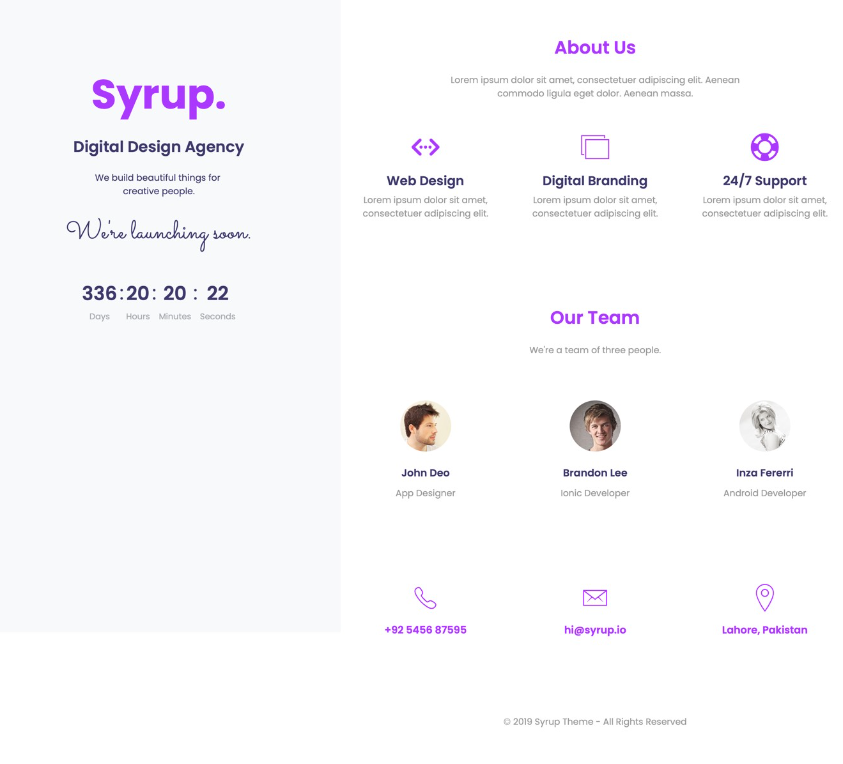 Syrup.
Digital Design Agency
We build beautiful things for
creative people.
We're launching soon.
336 : 20 : 20 : 22
Days Hours Minutes Seconds
About Us
Lorem ipsum dolor sit amet, consectetuer adipiscing elit. Aenean
commodo ligula eget dolor. Aenean massa.
Web Design
Lorem ipsum dolor sit amet,
consectetuer adipiscing elit.
Digital Branding
Lorem ipsum dolor sit amet,
consectetuer adipiscing elit.
24/7 Support
Lorem ipsum dolor sit amet,
consectetuer adipiscing elit.
Our Team
We're a team of three people.
John Deo
App Designer
Brandon Lee
Ionic Developer
Inza Fererri
Android Developer
+92 5456 87595
hi@syrup.io
Lahore, Pakistan
© 2019 Syrup Theme - All Rights Reserved